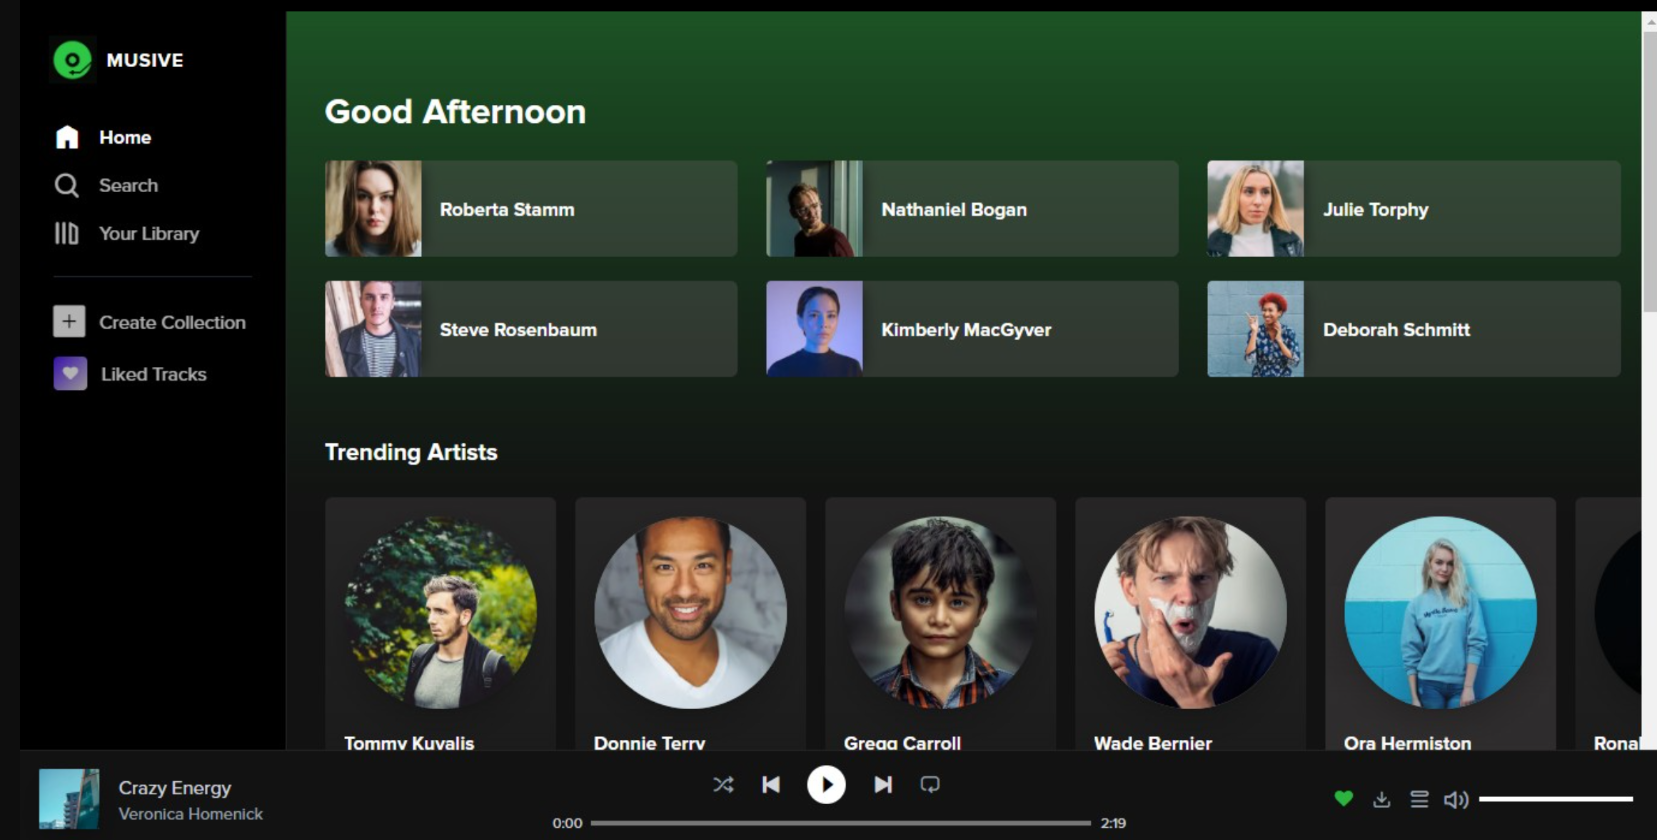 MUSIVE
Home
Search
Your Library
Create Collection
Liked Tracks
Good Afternoon
Roberta Stamm
Nathaniel Bogan
Julie Torphy
Steve Rosenbaum
Kimberly MacGyver
Deborah Schmitt
Trending Artists
Tommy Kuvalis
Donnie Terry
Gregg Carroll
Wade Bernier
Ora Hermiston
Crazy Energy
Veronica Homenick
0:00
2:19